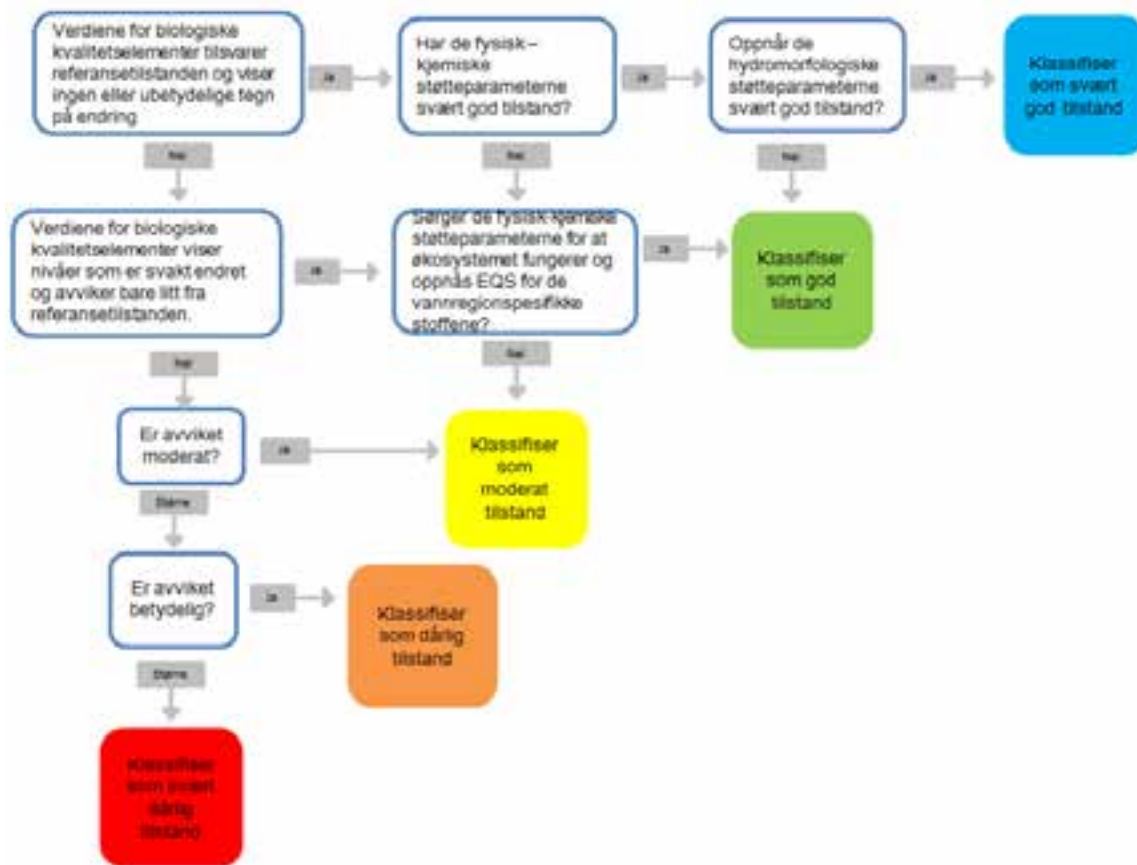 Verdiene for biologiske
kvalitetselementer tilsvarer
referansetilstanden og viser
ingen eller ubetydelige tegn
på endring
Ja
Har de fysisk –
kjemiske
støtteparameterne
svært god tilstand?
Ja
Oppnår de
hydromorfologiske
støtteparameterne
svært god tilstand?
Ja
Klassifiser
som svært
god tilstand
Nei
Nei
Nei
Verdiene for biologiske
kvalitetselementer viser
nivåer som er svakt endret
og avviker bare litt fra
referansetilstanden.
Ja
Sørger de fysisk-kjemiske
støtteparameterne for at
økosystemet fungerer og
oppnås EQS for de
vannregionspesifikke
stoffene?
Ja
Klassifiser
som god
tilstand
Nei
Nei
Er avviket
moderat?
Ja
Klassifiser
som
moderat
tilstand
Større
Er avviket
betydelig?
Ja
Klassifiser
som dårlig
tilstand
Større
Klassifiser
som svært
dårlig
tilstand